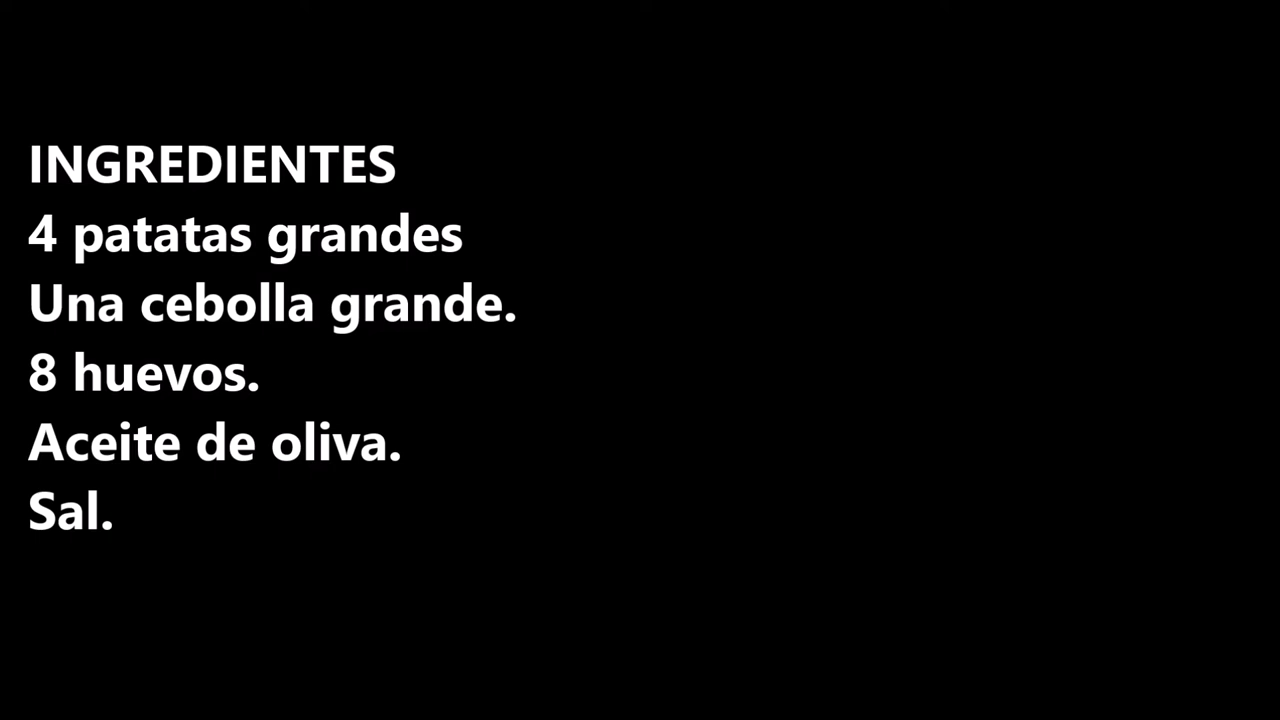 INGREDIENTES
4 patatas grandes
Una cebolla grande.
8 huevos.
Aceite de oliva.
Sal.